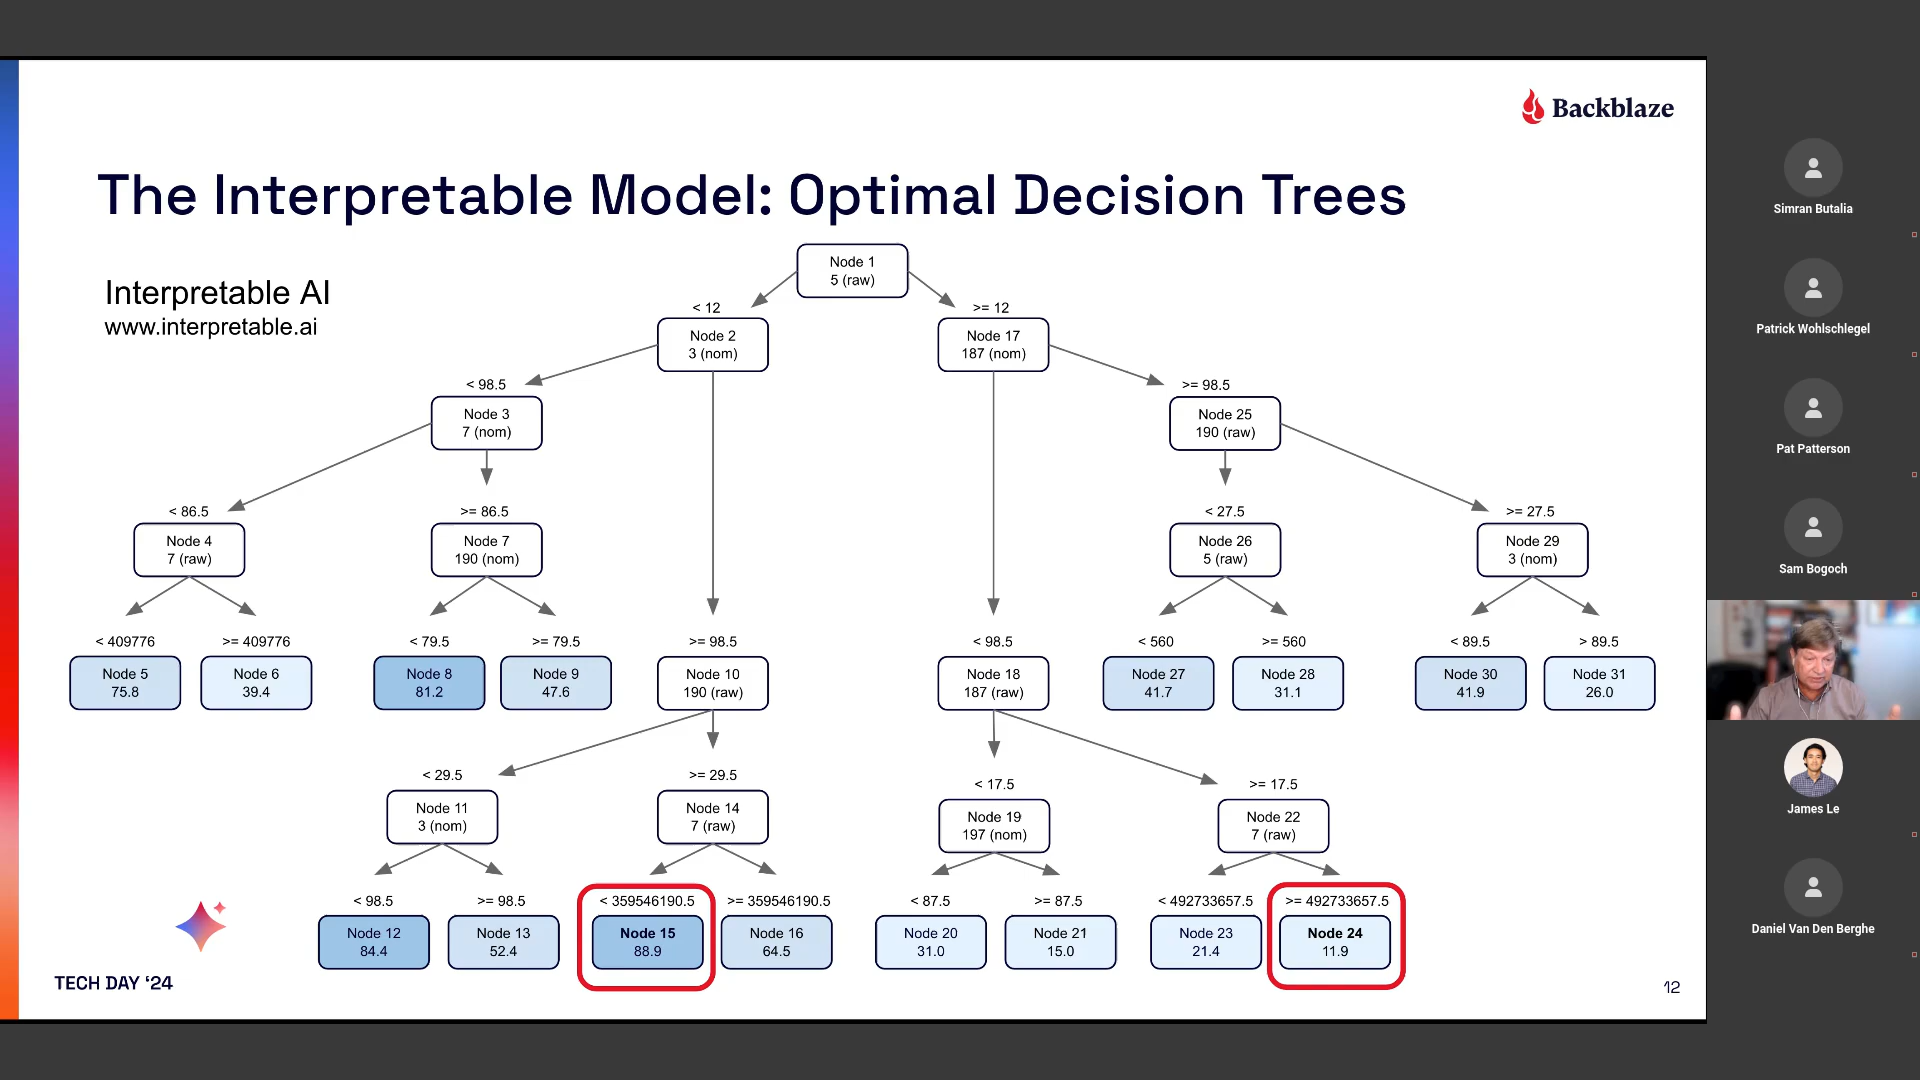 Backblaze
The Interpretable Model: Optimal Decision Trees
Interpretable AI
www.interpretable.ai
Node 1
5 (raw)
< 12
>= 12
Node 2
3 (nom)
Node 17
187 (nom)
< 98.5
>= 98.5
Node 3
7 (nom)
Node 25
190 (raw)
< 86.5
>= 86.5
< 27.5
>= 27.5
Node 4
7 (raw)
Node 7
190 (nom)
Node 26
5 (raw)
Node 29
3 (nom)
< 409776
>= 409776
< 79.5
>= 79.5
>= 98.5
< 98.5
< 560
>= 560
< 89.5
> 89.5
Node 5
75.8
Node 6
39.4
Node 8
81.2
Node 9
47.6
Node 10
190 (raw)
Node 18
187 (raw)
Node 27
41.7
Node 28
31.1
Node 30
41.9
Node 31
26.0
< 29.5
>= 29.5
< 17.5
>= 17.5
Node 11
3 (nom)
Node 14
7 (raw)
Node 19
197 (nom)
Node 22
7 (raw)
< 98.5
>= 98.5
< 359546190.5
>= 359546190.5
< 87.5
>= 87.5
< 492733657.5
>= 492733657.5
Node 12
84.4
Node 13
52.4
Node 15
88.9
Node 16
64.5
Node 20
31.0
Node 21
15.0
Node 23
21.4
Node 24
11.9
TECH DAY ‘24
12
Simran Butalia
Patrick Wohlschlegel
Pat Patterson
Sam Bogoch
James Le
Daniel Van Den Berghe